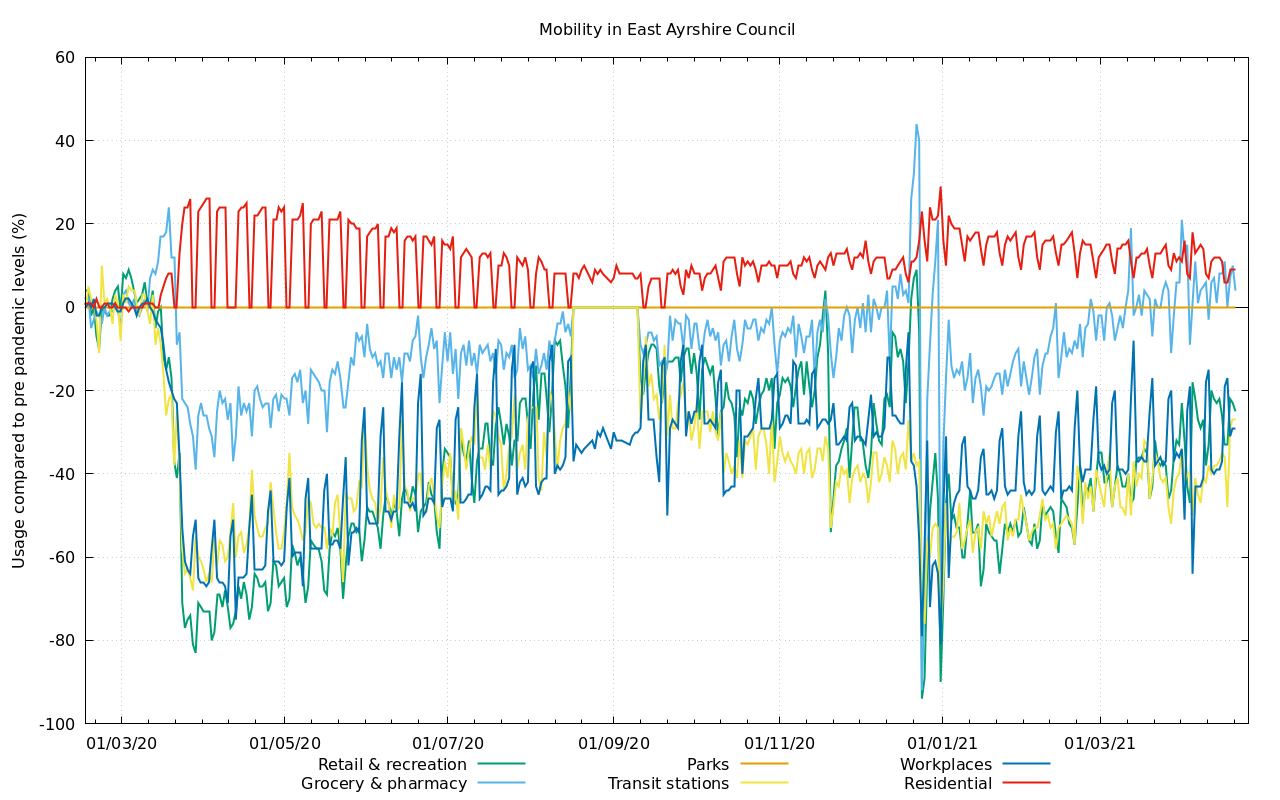 Mobility in East Ayrshire Council
Usage compared to pre pandemic levels (%)
60
40
20
0
-20
-40
-60
-80
-100
01/03/20 01/05/20 01/07/20 01/09/20 01/11/20 01/01/21 01/03/21
Retail & recreation Parks Workplaces
Grocery & pharmacy Transit stations Residential